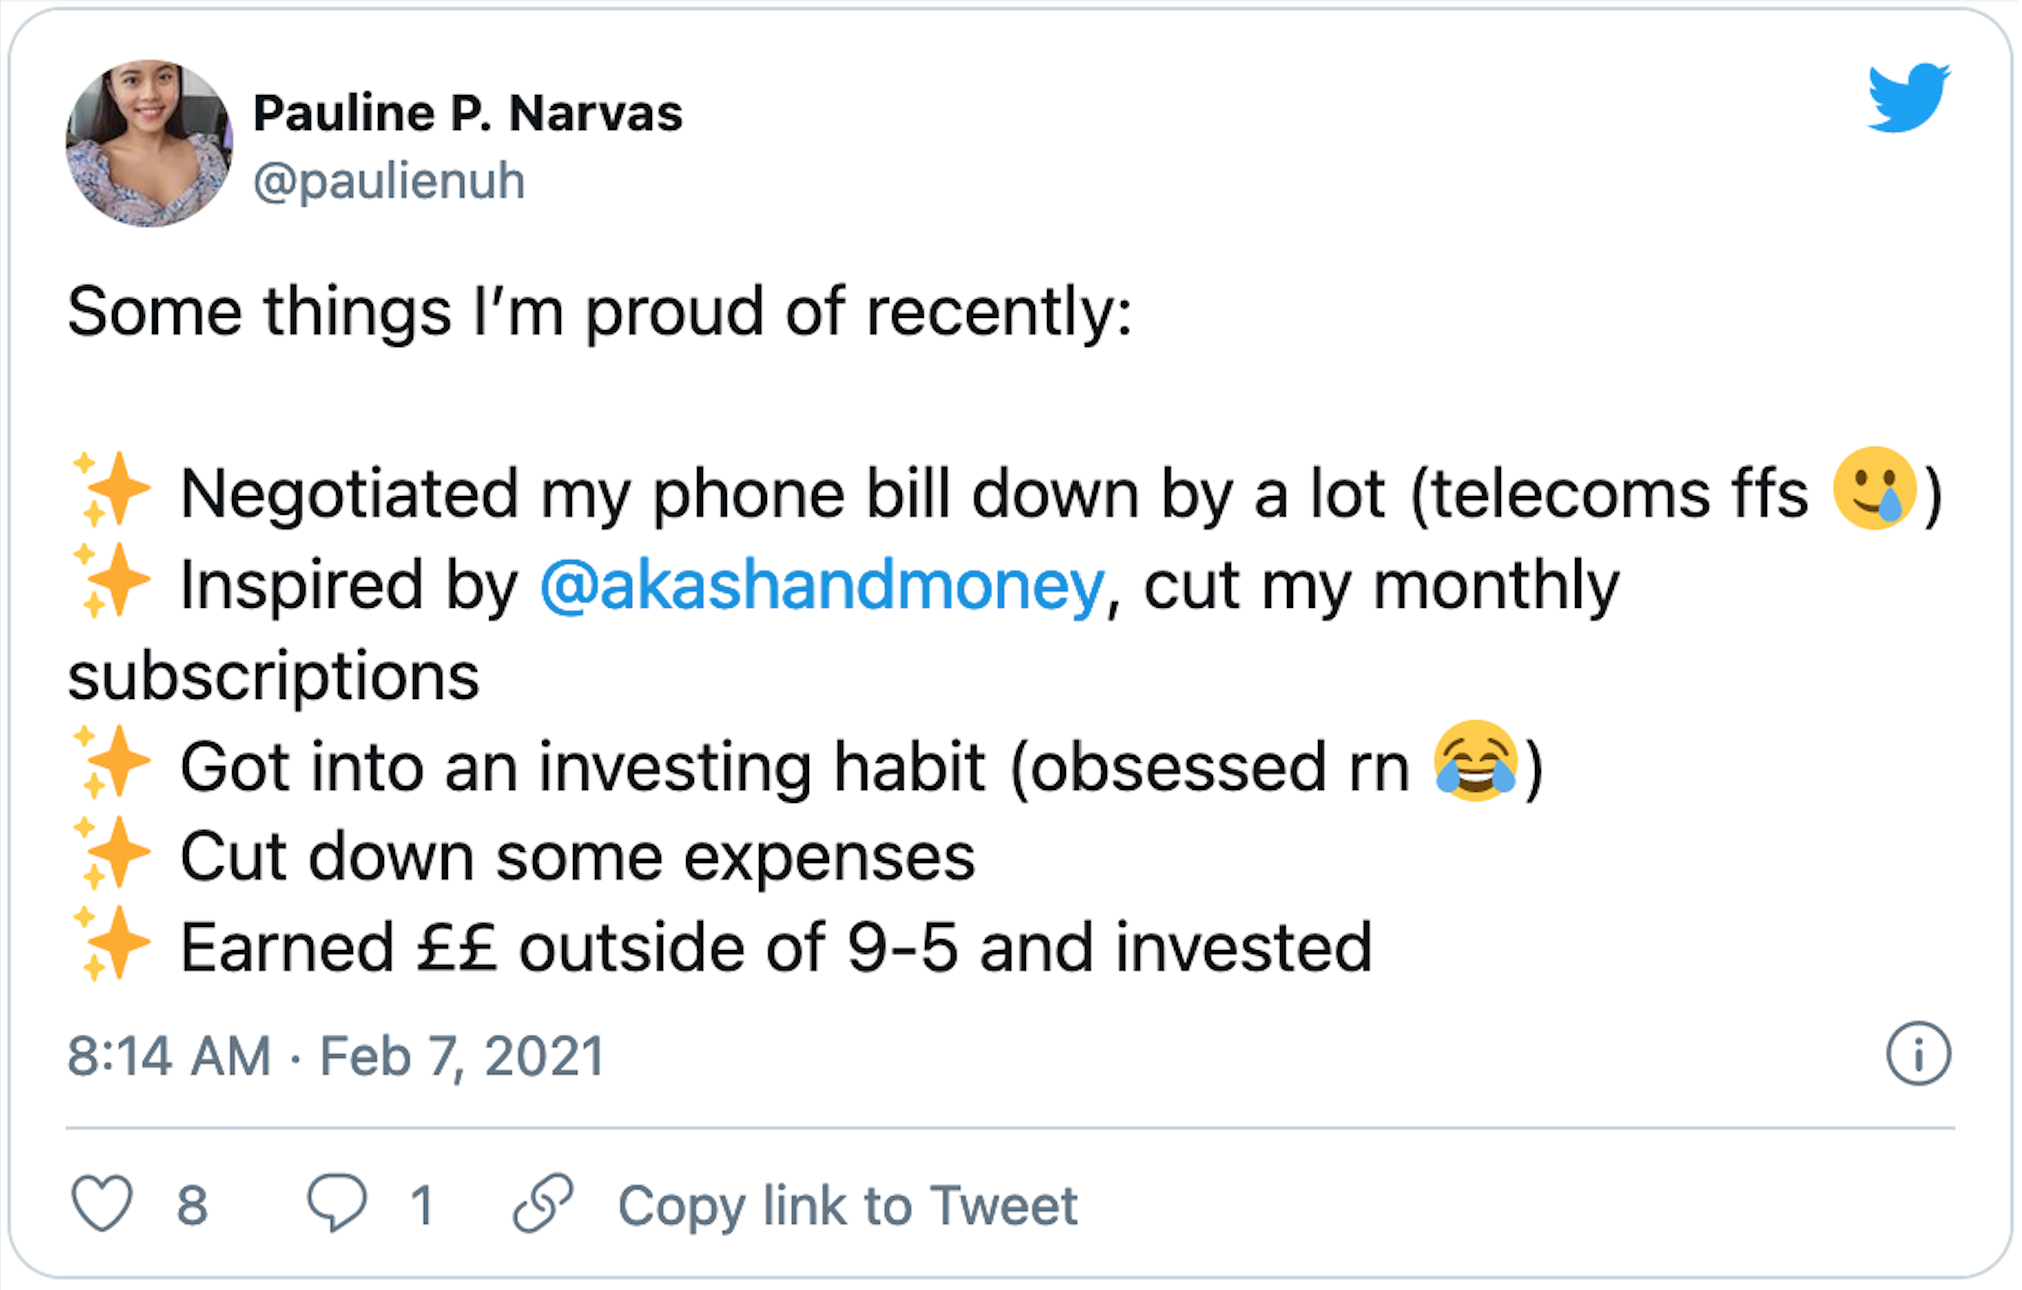 Pauline P. Narvas
@paulienuh
Some things I’m proud of recently:
✨ Negotiated my phone bill down by a lot (telecoms ffs 🥲)
✨ Inspired by @akashandmoney, cut my monthly
subscriptions
✨ Got into an investing habit (obsessed rn 😂)
✨ Cut down some expenses
✨ Earned ££ outside of 9-5 and invested
8:14 AM · Feb 7, 2021
8 1 Copy link to Tweet